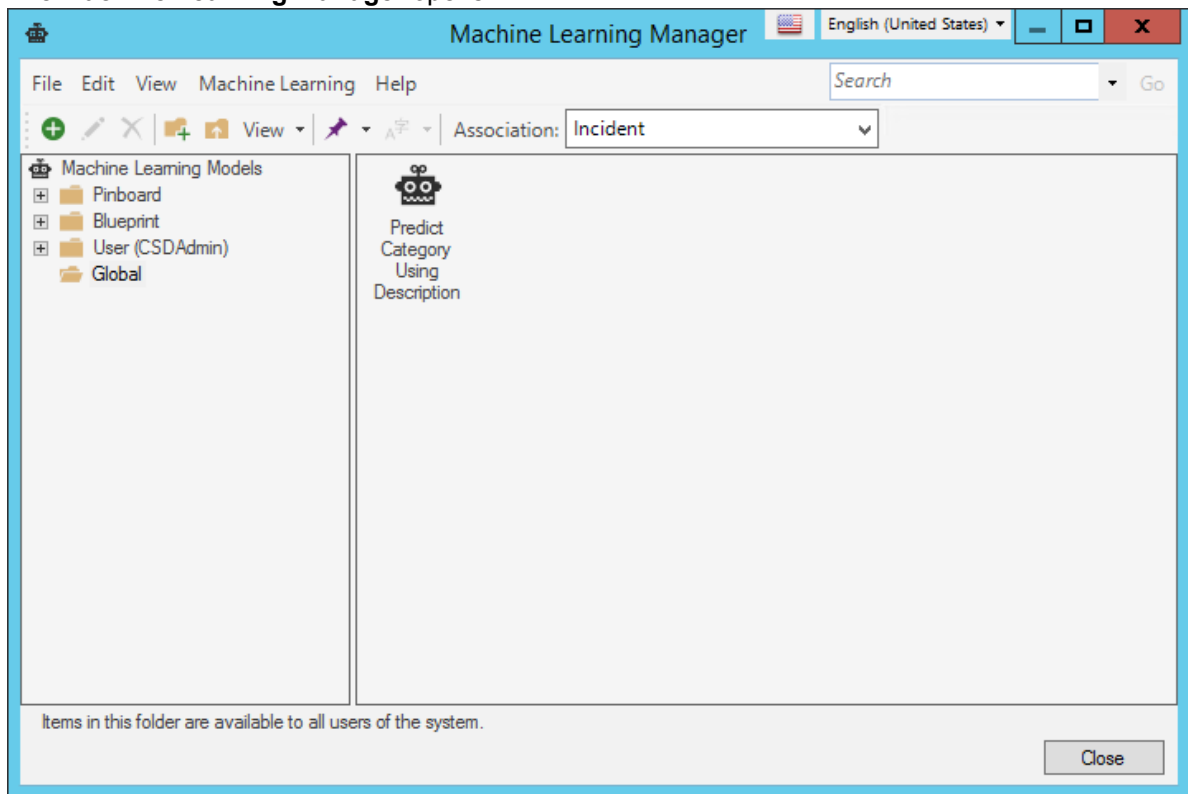 Machine Learning Manager
English (United States)
X
File Edit View Machine Learning Help
Search
Go
View
A字
Association: Incident
Machine Learning Models
Pinboard
Blueprint
User (CSDAdmin)
Global
Predict
Category
Using
Description
Items in this folder are available to all users of the system.
Close